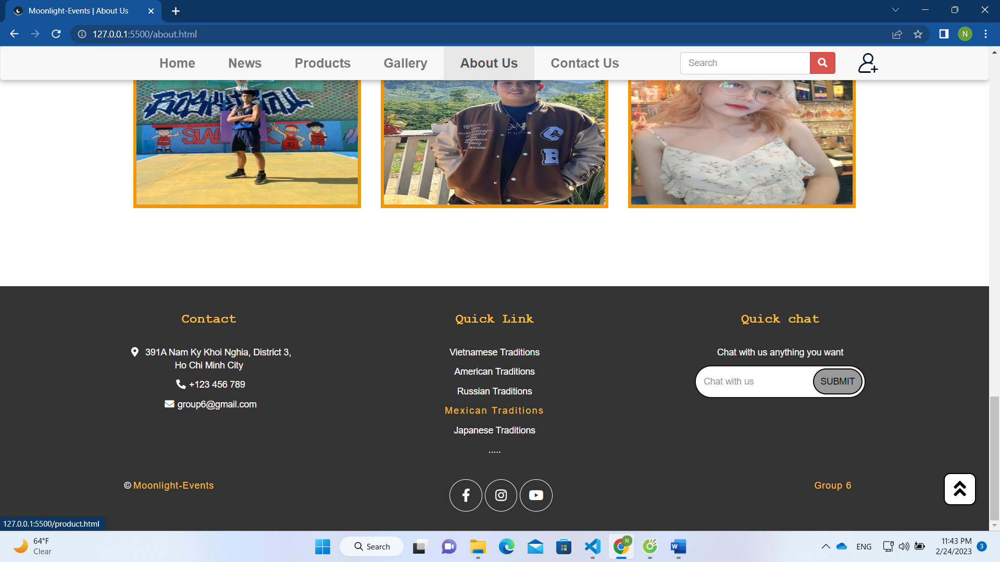 Moonlight-Events | About Us
127.0.0.1:5500/about.html
N
Home News Products Gallery About Us Contact Us Search
SLA
20
C
B
Contact
391A Nam Ky Khoi Nghia, District 3,
Ho Chi Minh City
+123 456 789
group6@gmail.com
Quick Link
Vietnamese Traditions
American Traditions
Russian Traditions
Mexican Traditions
Japanese Traditions
.....
Quick chat
Chat with us anything you want
Chat with us SUBMIT
© Moonlight-Events
Group 6
127.0.0.1:5500/product.html
64°F
Clear
Search
N
W
ENG
11:43 PM
2/24/2023
3